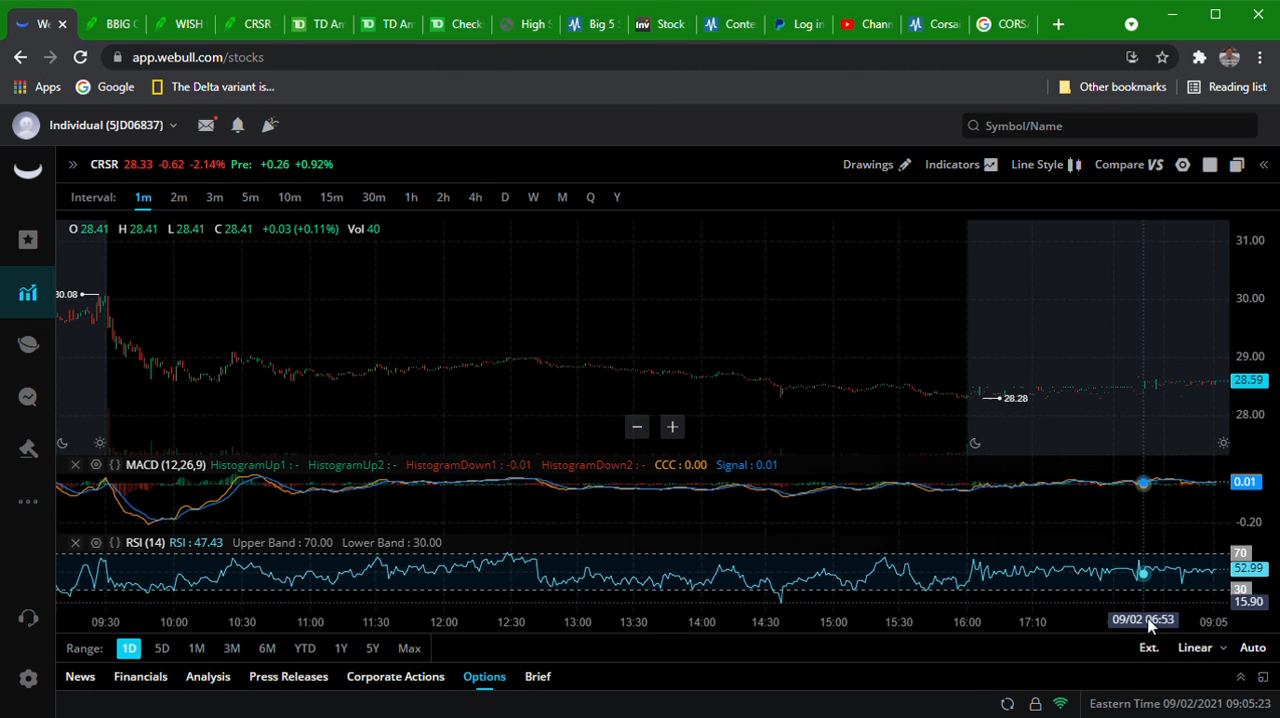 We BBIG C WISH CRSR TD Am TD Am Check High S Big 5 S Stock Conte Log in Chann Corsai CORSA
app.webull.com/stocks
Apps Google The Delta variant is... Other bookmarks Reading list
Individual (5JD06837) Symbol/Name
CRSR 28.33 -0.62 -2.14% Pre: +0.26 +0.92% Drawings Indicators Line Style Compare VS
Interval: 1m 2m 3m 5m 10m 15m 30m 1h 2h 4h D W M Q Y
O 28.41 H 28.41 L 28.41 C 28.41 +0.03 (+0.11%) Vol 40
31.00
30.08 30.00
29.00
28.59
28.28
28.00
MACD (12,26,9) HistogramUp1 : - HistogramUp2 : - HistogramDown1 : -0.01 HistogramDown2 : - CCC : 0.00 Signal : 0.01
0.01
-0.20
RSI (14) RSI : 47.43 Upper Band : 70.00 Lower Band : 30.00
70
52.99
30
15.90
09:30 10:00 10:30 11:00 11:30 12:00 12:30 13:00 13:30 14:00 14:30 15:00 15:30 16:00 17:10 09/02 06:53 09:05
Range: 1D 5D 1M 3M 6M YTD 1Y 5Y Max Ext. Linear Auto
News Financials Analysis Press Releases Corporate Actions Options Brief
Eastern Time 09/02/2021 09:05:23